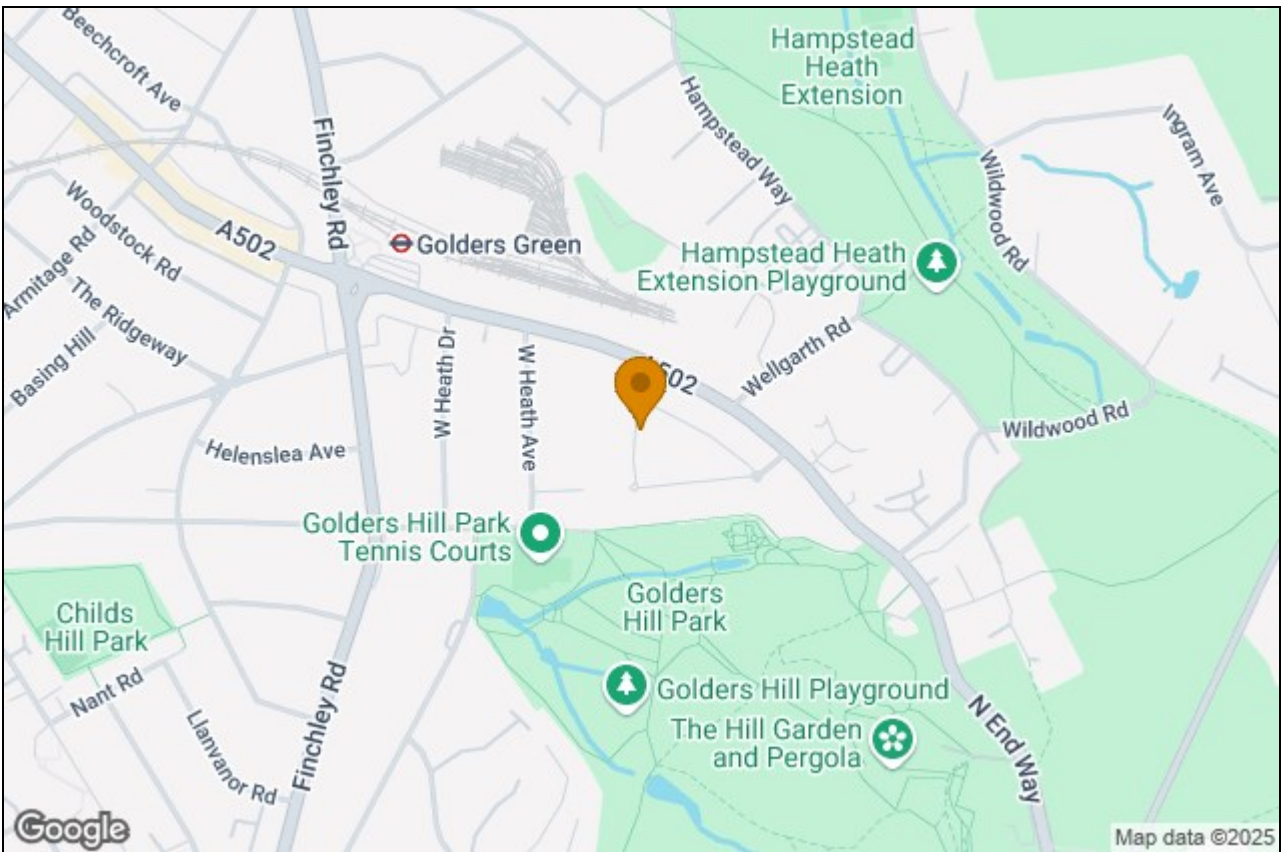 Beechcroft Ave
Finchley Rd
Woodstock Rd
A502
Armitage Rd
The Ridgeway
Basing Hill
Golders Green
Hampstead Way
Hampstead
Heath
Extension
Ingram Ave
Wildwood Rd
Hampstead Heath
Extension Playground
W Heath Dr
W Heath Ave
A502
Wellgarth Rd
Wildwood Rd
Helenslea Ave
Golders Hill Park
Tennis Courts
Childs
Hill Park
Golders
Hill Park
Nant Rd
Llanvanor Rd
Finchley Rd
Golders Hill Playground
The Hill Garden
and Pergola
N End Way
Google
Map data ©2025